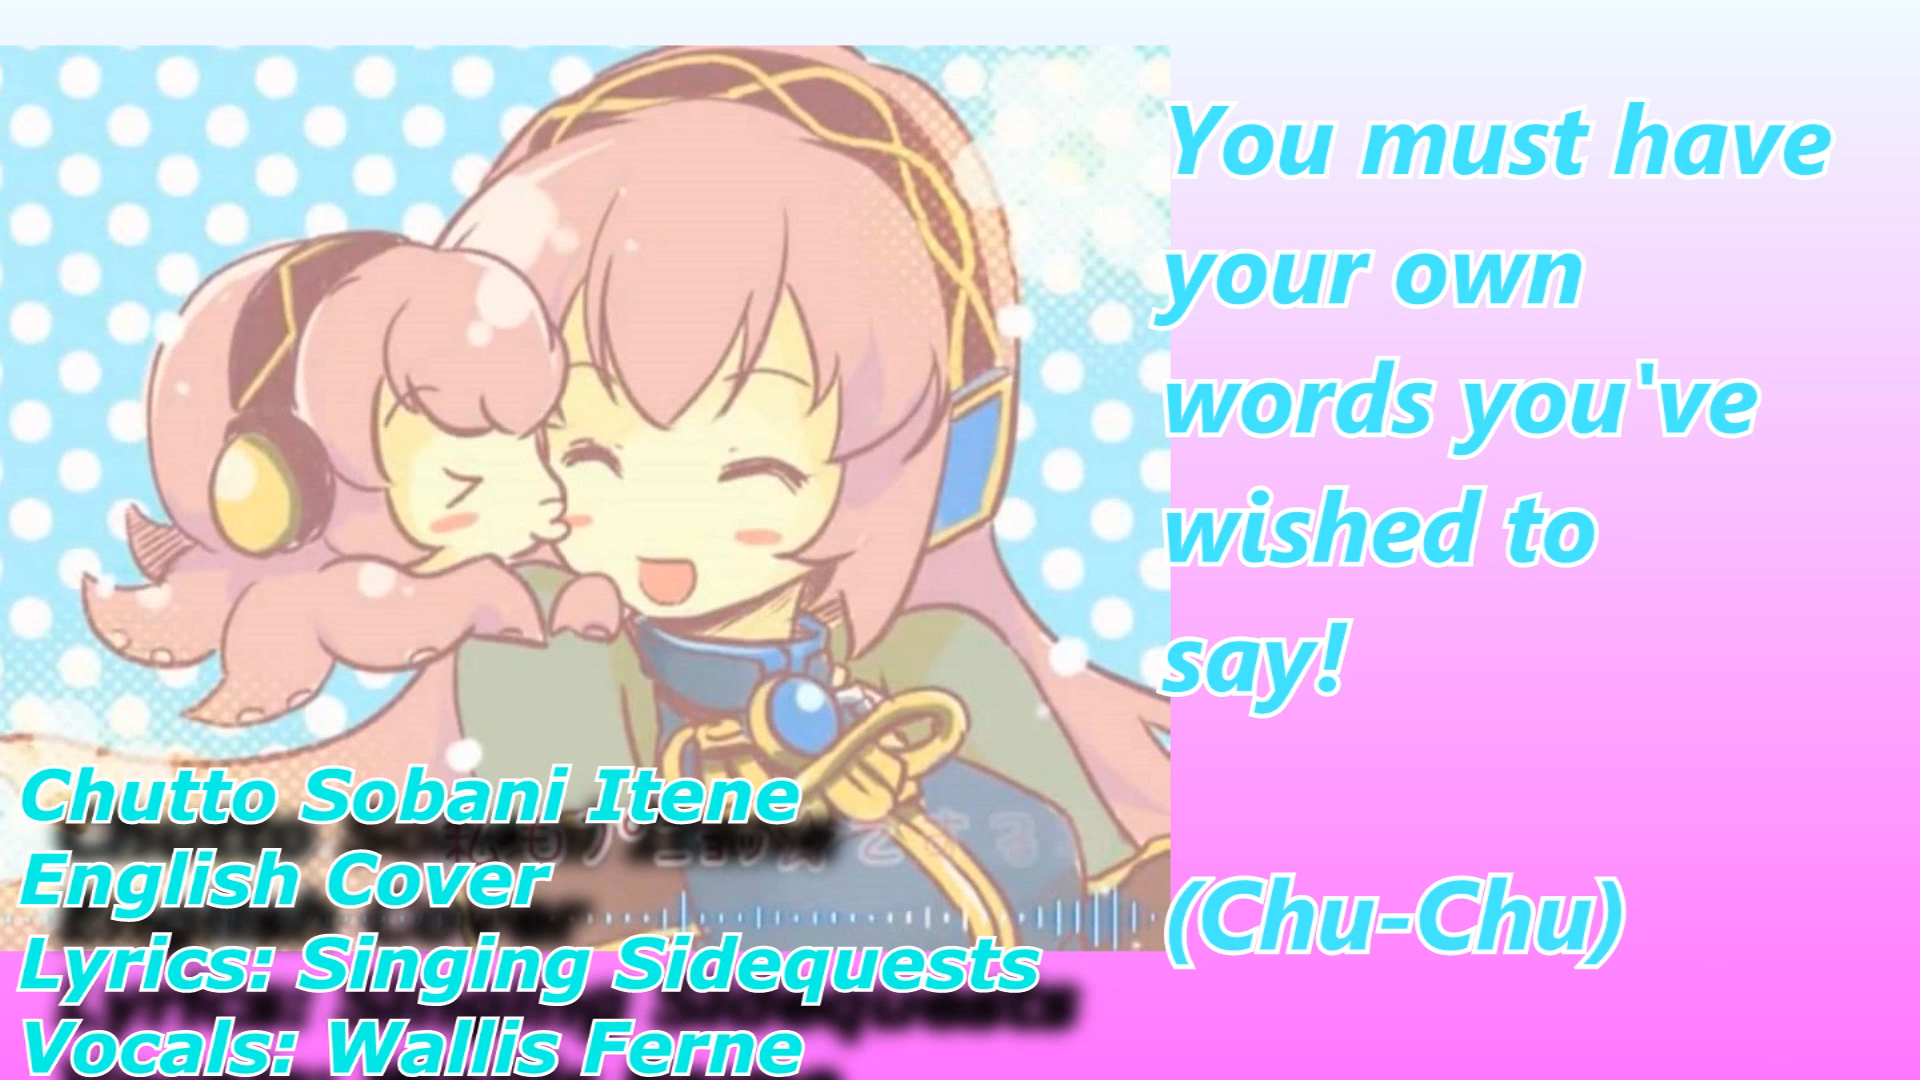 You must have
your own
words you've
wished to
say!
(Chu-Chu)
Chutto Sobani Itene
English Cover
Lyrics: Singing Sidequests
Vocals: Wallis Ferne